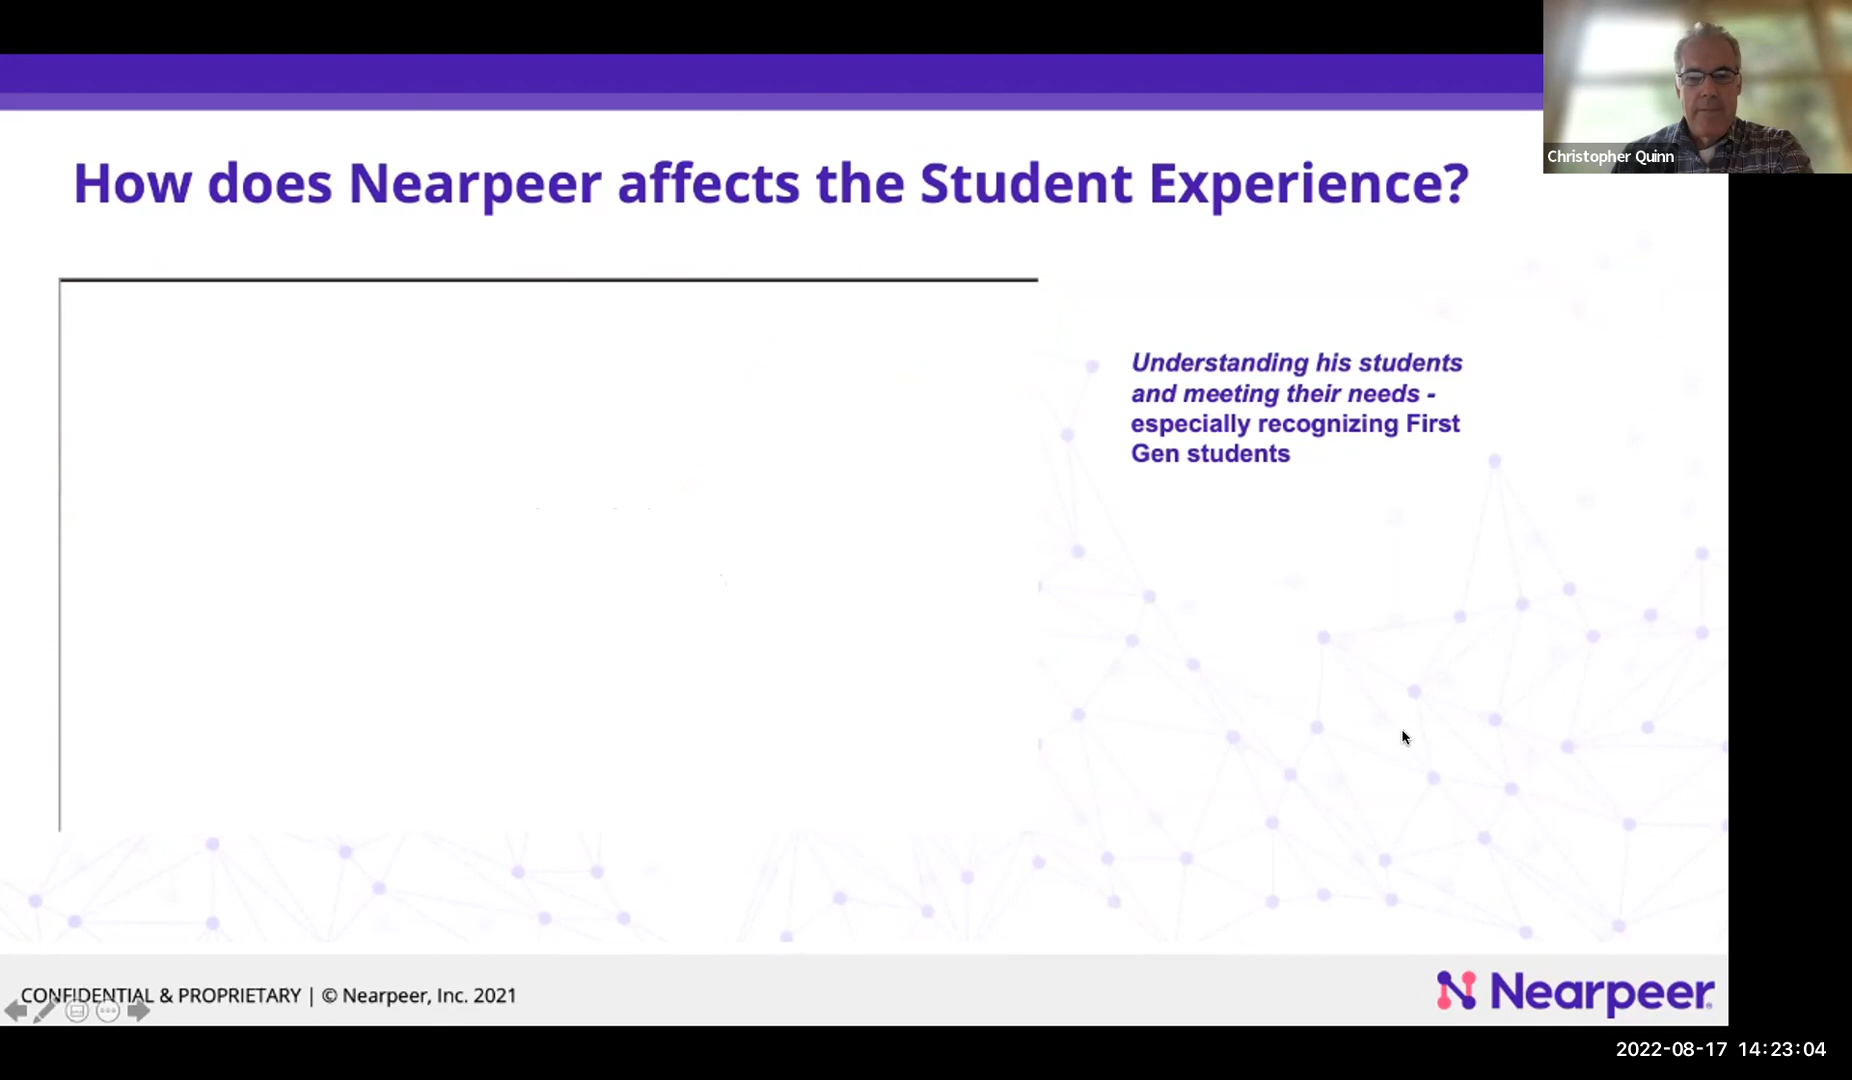 Christopher Quinn
How does Nearpeer affects the Student Experience?
Understanding his students
and meeting their needs -
especially recognizing First
Gen students
CONFIDENTIAL & PROPRIETARY | © Nearpeer, Inc. 2021
Nearpeer
2022-08-17 14:23:04